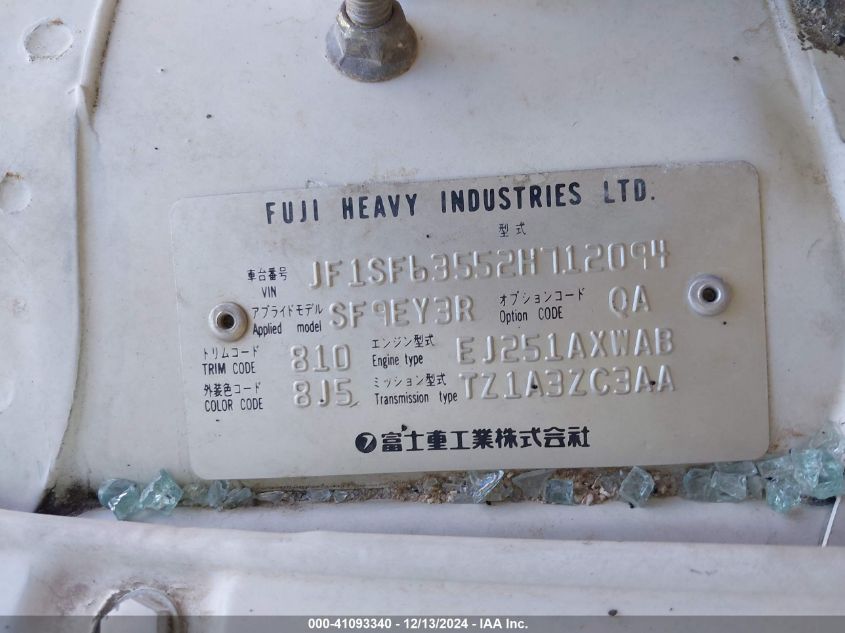 FUJI HEAVY INDUSTRIES LTD.
型式
車台番号 VIN JF1SF63552H712094
アプライドモデル Applied model SF9EY3R オプションコード Option CODE QA
トリムコード TRIM CODE 810 エンジン型式 Engine type EJ251AXWAB
外装色コード COLOR CODE 8J5 ミッション型式 Transmission type TZ1A3ZC3AA
富士重工業株式会社
000-41093340 - 12/13/2024 - IAA Inc.